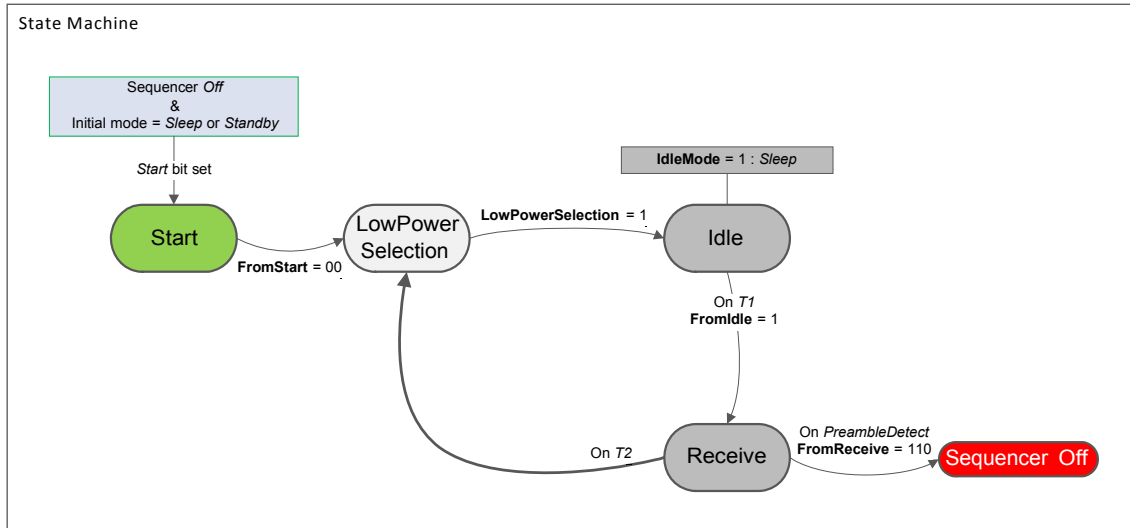 State Machine
Sequencer Off
&
Initial mode = Sleep or Standby
Start bit set
IdleMode = 1 : Sleep
Start
FromStart = 00
LowPower
Selection
LowPowerSelection = 1
Idle
On T1
FromIdle = 1
On T2
Receive
On PreambleDetect
FromReceive = 110
Sequencer Off